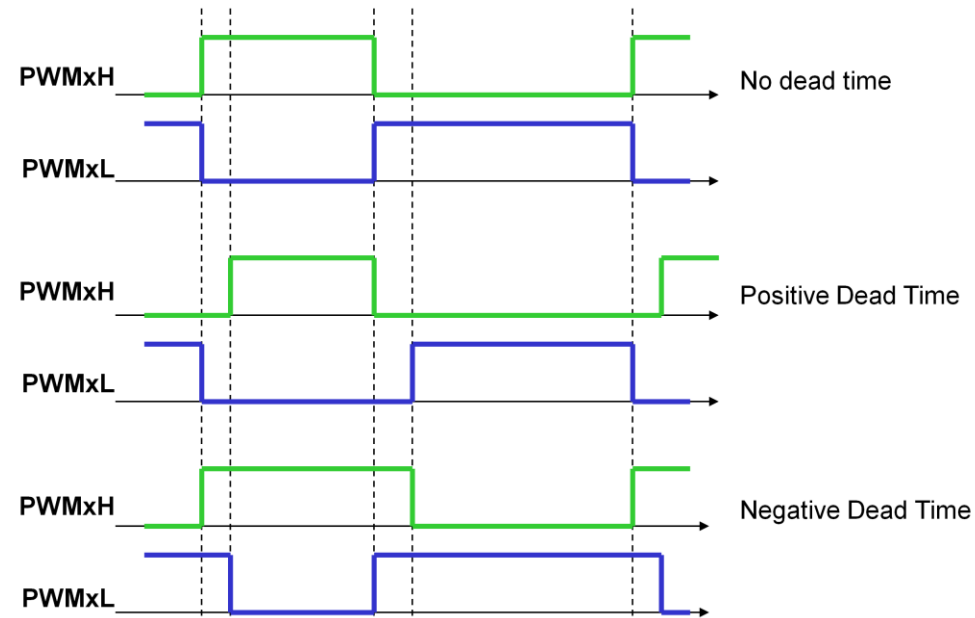 PWMxH
No dead time
PWMxL
PWMxH
Positive Dead Time
PWMxL
PWMxH
Negative Dead Time
PWMxL